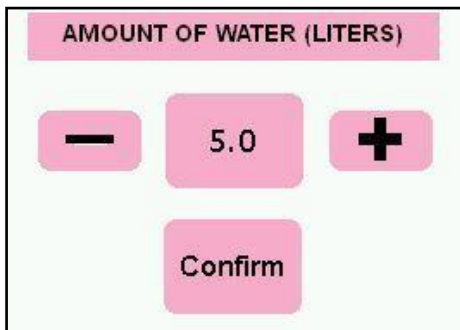 AMOUNT OF WATER (LITERS)
− 5.0 +
Confirm